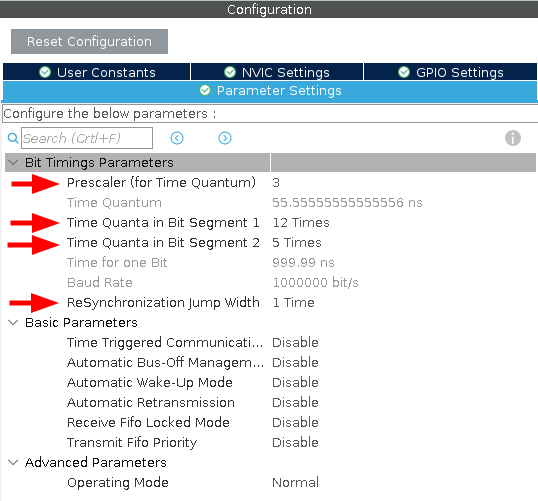 Configuration
Reset Configuration
User Constants NVIC Settings GPIO Settings
Parameter Settings
Configure the below parameters :
Search (Crtl+F)
Bit Timings Parameters
Prescaler (for Time Quantum) 3
Time Quantum 55.55555555555556 ns
Time Quanta in Bit Segment 1 12 Times
Time Quanta in Bit Segment 2 5 Times
Time for one Bit 999.99 ns
Baud Rate 1000000 bit/s
ReSynchronization Jump Width 1 Time
Basic Parameters
Time Triggered Communicati... Disable
Automatic Bus-Off Managem... Disable
Automatic Wake-Up Mode Disable
Automatic Retransmission Disable
Receive Fifo Locked Mode Disable
Transmit Fifo Priority Disable
Advanced Parameters
Operating Mode Normal